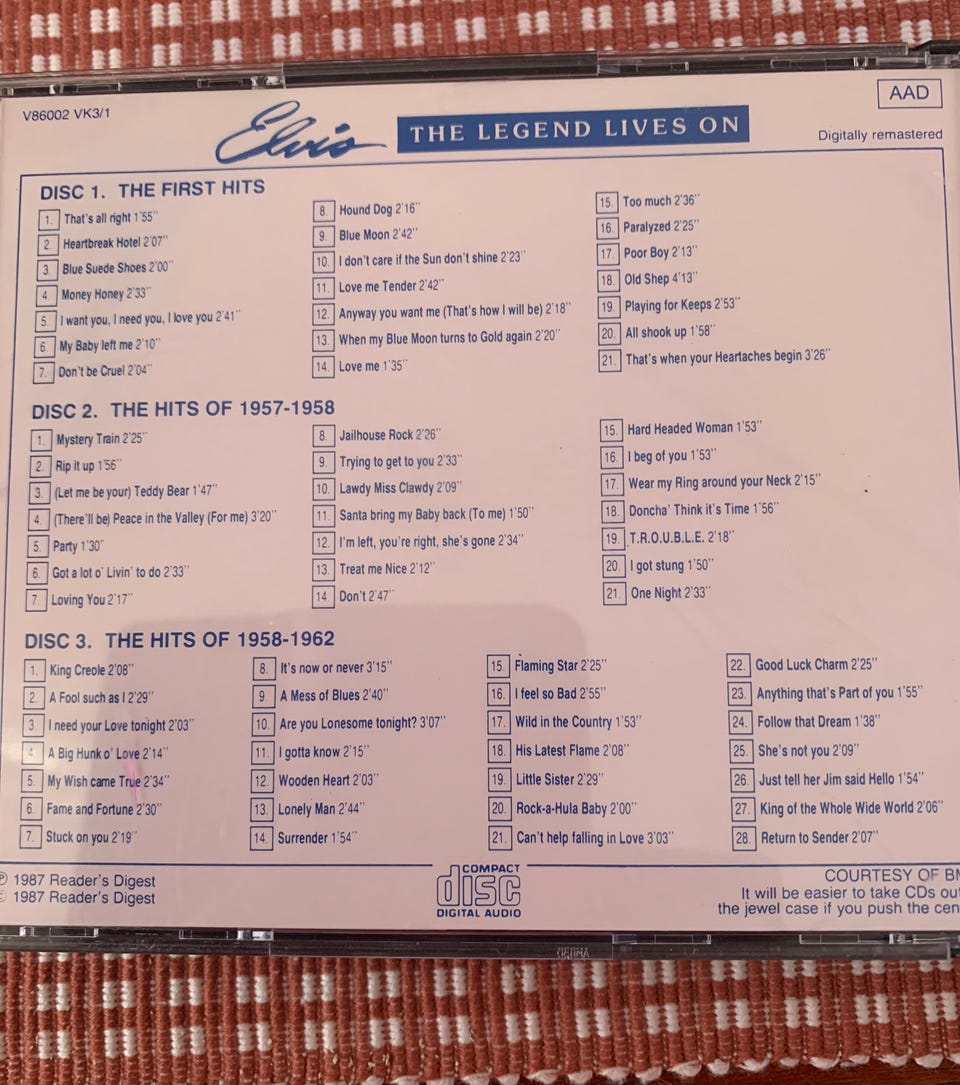 V86002 VK3/1
AAD
Elvis THE LEGEND LIVES ON
Digitally remastered
DISC 1. THE FIRST HITS
1. That's all right 1'55"
2. Heartbreak Hotel 2'07"
3. Blue Suede Shoes 2'00"
4. Money Honey 2'33"
5. I want you, I need you, I love you 2'41"
6. My Baby left me 2'10"
7. Don't be Cruel 2'04"
8. Hound Dog 2'16"
9. Blue Moon 2'42"
10. I don't care if the Sun don't shine 2'23"
11. Love me Tender 2'42"
12. Anyway you want me (That's how I will be) 2'18"
13. When my Blue Moon turns to Gold again 2'20"
14. Love me 1'35"
15. Too much 2'36"
16. Paralyzed 2'25"
17. Poor Boy 2'13"
18. Old Shep 4'13"
19. Playing for Keeps 2'53"
20. All shook up 1'58"
21. That's when your Heartaches begin 3'26"
DISC 2. THE HITS OF 1957-1958
1. Mystery Train 2'25"
2. Rip it up 1'56"
3. (Let me be your) Teddy Bear 1'47"
4. (There'll be) Peace in the Valley (For me) 3'20"
5. Party 1'30"
6. Got a lot o' Livin' to do 2'33"
7. Loving You 2'17"
8. Jailhouse Rock 2'26"
9. Trying to get to you 2'33"
10. Lawdy Miss Clawdy 2'09"
11. Santa bring my Baby back (To me) 1'50"
12. I'm left, you're right, she's gone 2'34"
13. Treat me Nice 2'12"
14. Don't 2'47"
15. Hard Headed Woman 1'53"
16. I beg of you 1'53"
17. Wear my Ring around your Neck 2'15"
18. Doncha' Think it's Time 1'56"
19. T.R.O.U.B.L.E. 2'18"
20. I got stung 1'50"
21. One Night 2'33"
DISC 3. THE HITS OF 1958-1962
1. King Creole 2'08"
2. A Fool such as I 2'29"
3. I need your Love tonight 2'03"
4. A Big Hunk o' Love 2'14"
5. My Wish came True 2'34"
6. Fame and Fortune 2'30"
7. Stuck on you 2'19"
8. It's now or never 3'15"
9. A Mess of Blues 2'40"
10. Are you Lonesome tonight? 3'07"
11. I gotta know 2'15"
12. Wooden Heart 2'03"
13. Lonely Man 2'44"
14. Surrender 1'54"
15. Flaming Star 2'25"
16. I feel so Bad 2'55"
17. Wild in the Country 1'53"
18. His Latest Flame 2'08"
19. Little Sister 2'29"
20. Rock-a-Hula Baby 2'00"
21. Can't help falling in Love 3'03"
22. Good Luck Charm 2'25"
23. Anything that's Part of you 1'55"
24. Follow that Dream 1'38"
25. She's not you 2'09"
26. Just tell her Jim said Hello 1'54"
27. King of the Whole Wide World 2'06"
28. Return to Sender 2'07"
℗ 1987 Reader's Digest
© 1987 Reader's Digest
COMPACT
disc
DIGITAL AUDIO
COURTESY OF
It will be easier to take CDs
the jewel case if you push the